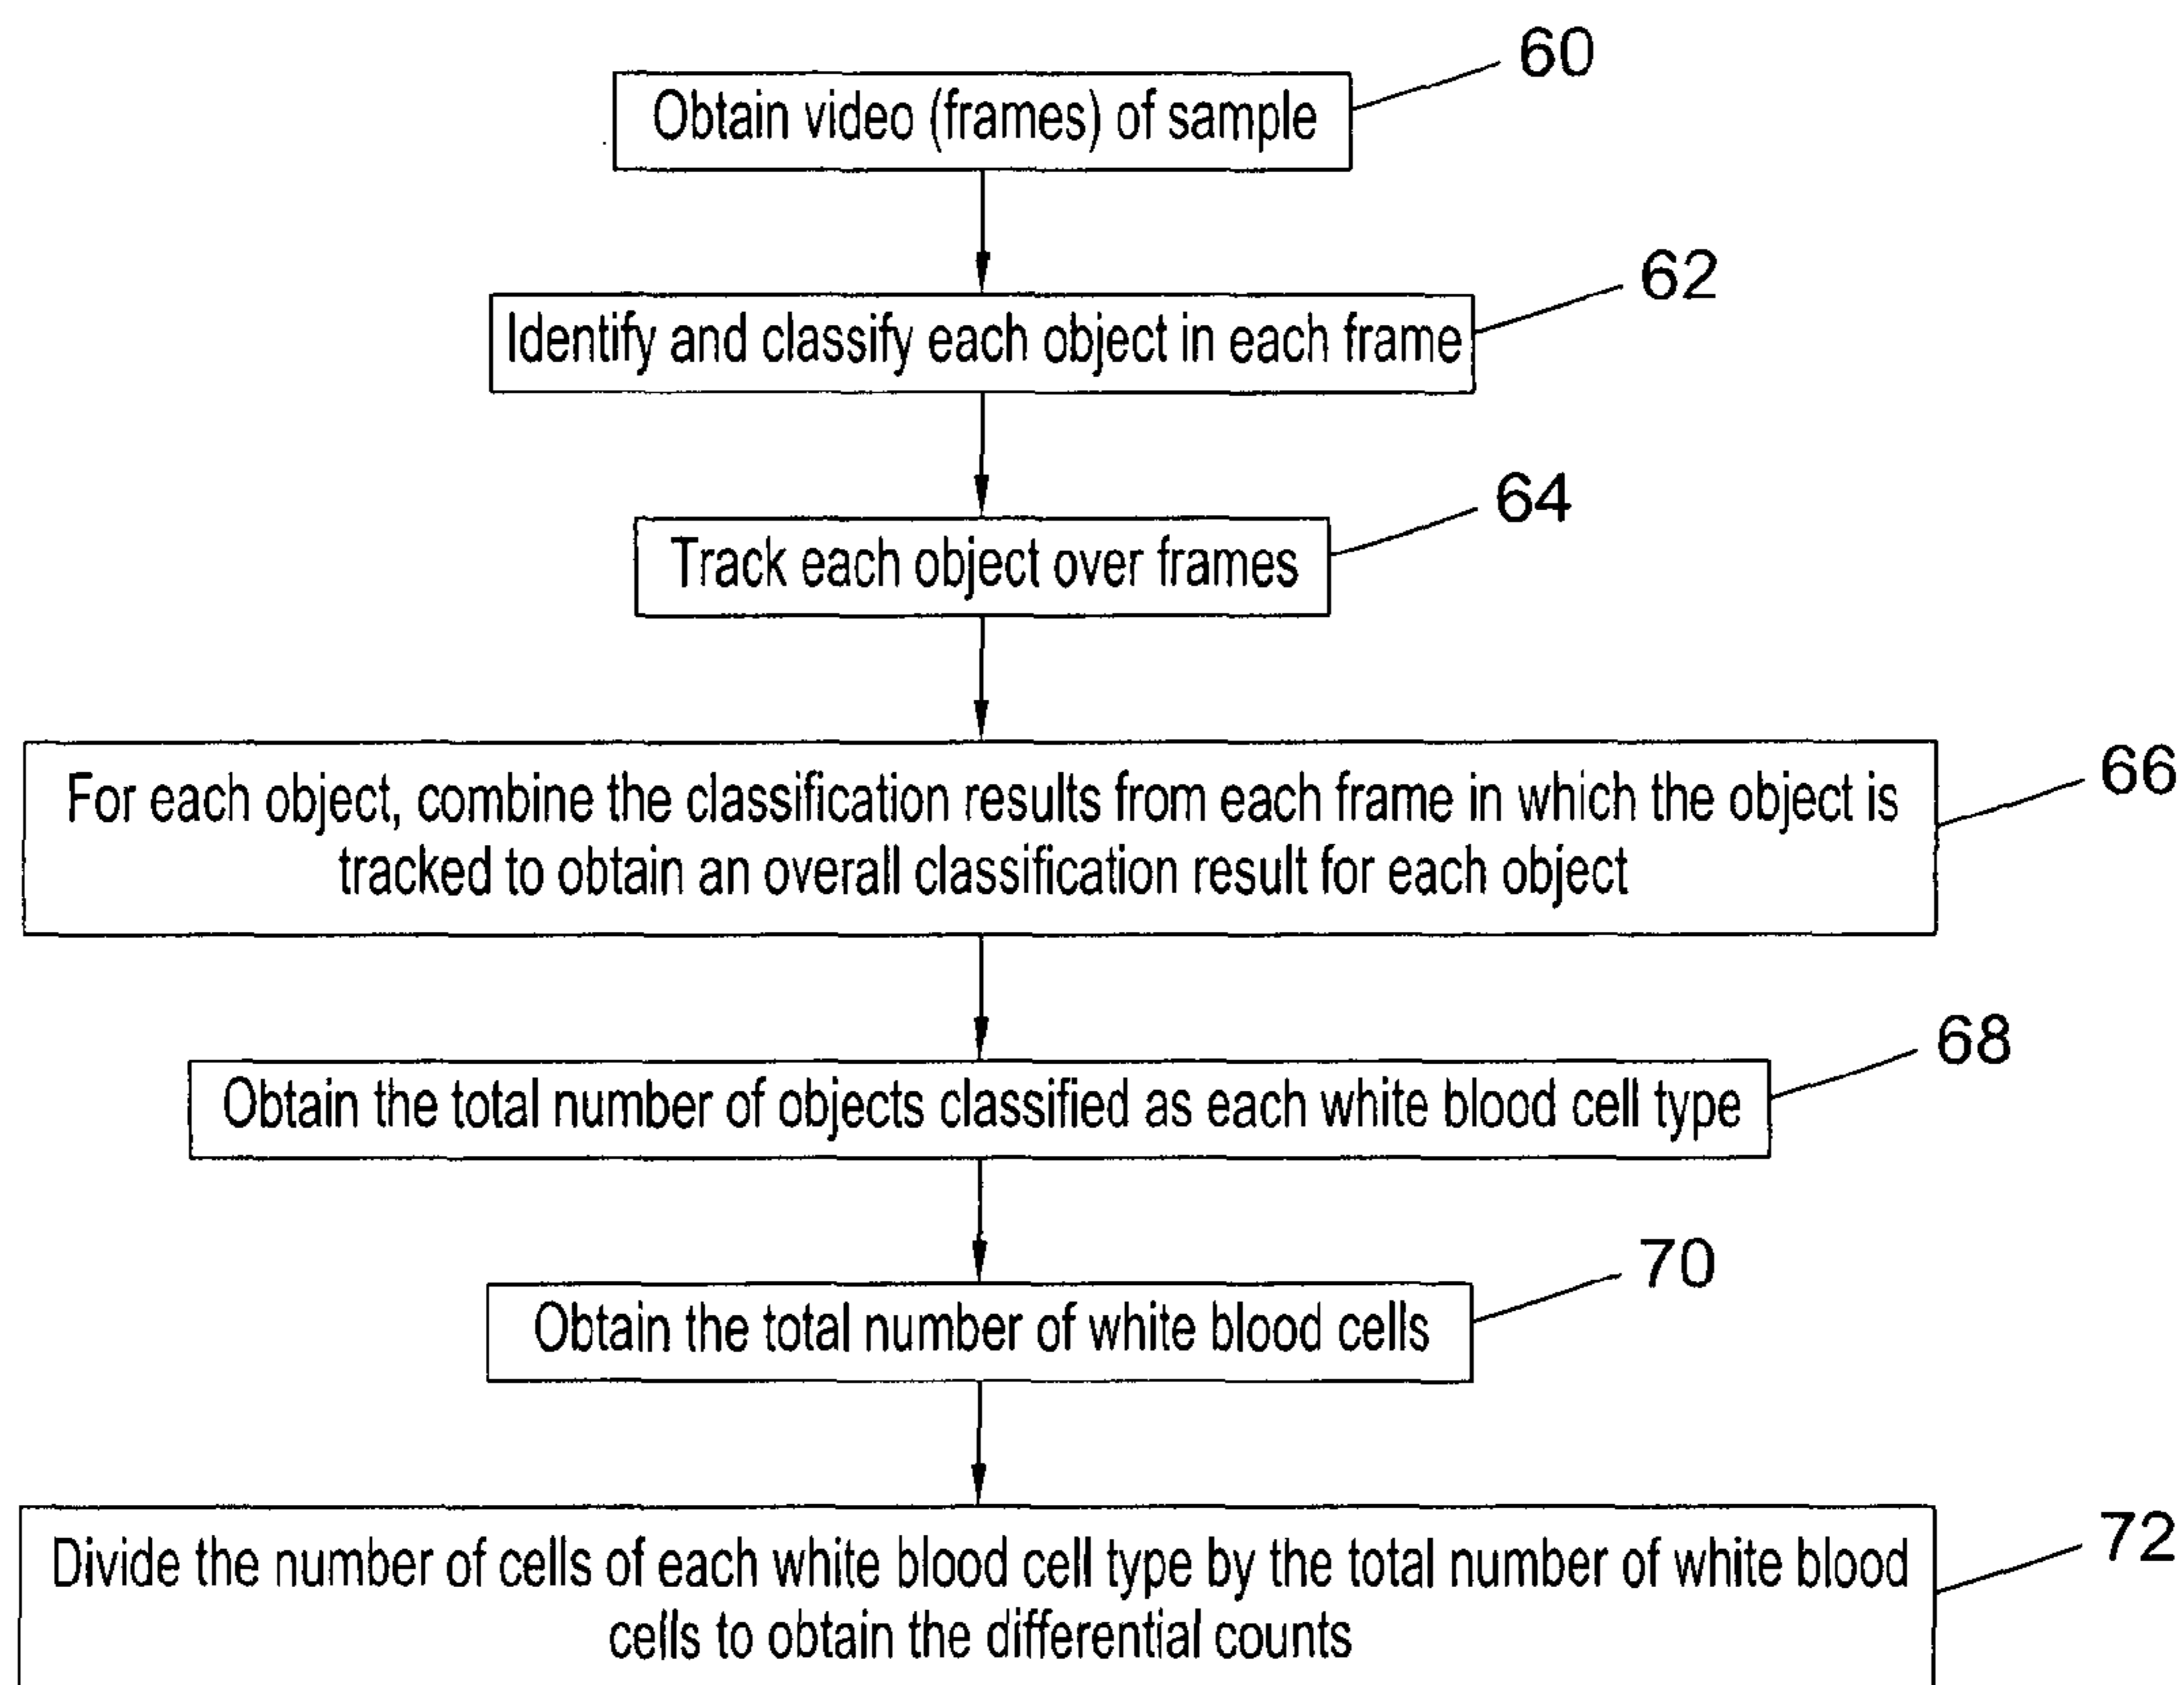 60
Obtain video (frames) of sample
62
Identify and classify each object in each frame
64
Track each object over frames
66
For each object, combine the classification results from each frame in which the object is
tracked to obtain an overall classification result for each object
68
Obtain the total number of objects classified as each white blood cell type
70
Obtain the total number of white blood cells
72
Divide the number of cells of each white blood cell type by the total number of white blood
cells to obtain the differential counts